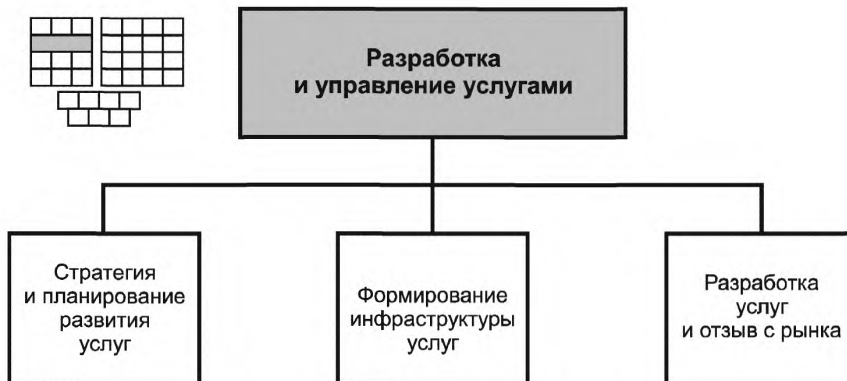 Разработка
и управление услугами
Стратегия
и планирование
развития
услуг
Формирование
инфраструктуры
услуг
Разработка
услуг
и отзыв с рынка